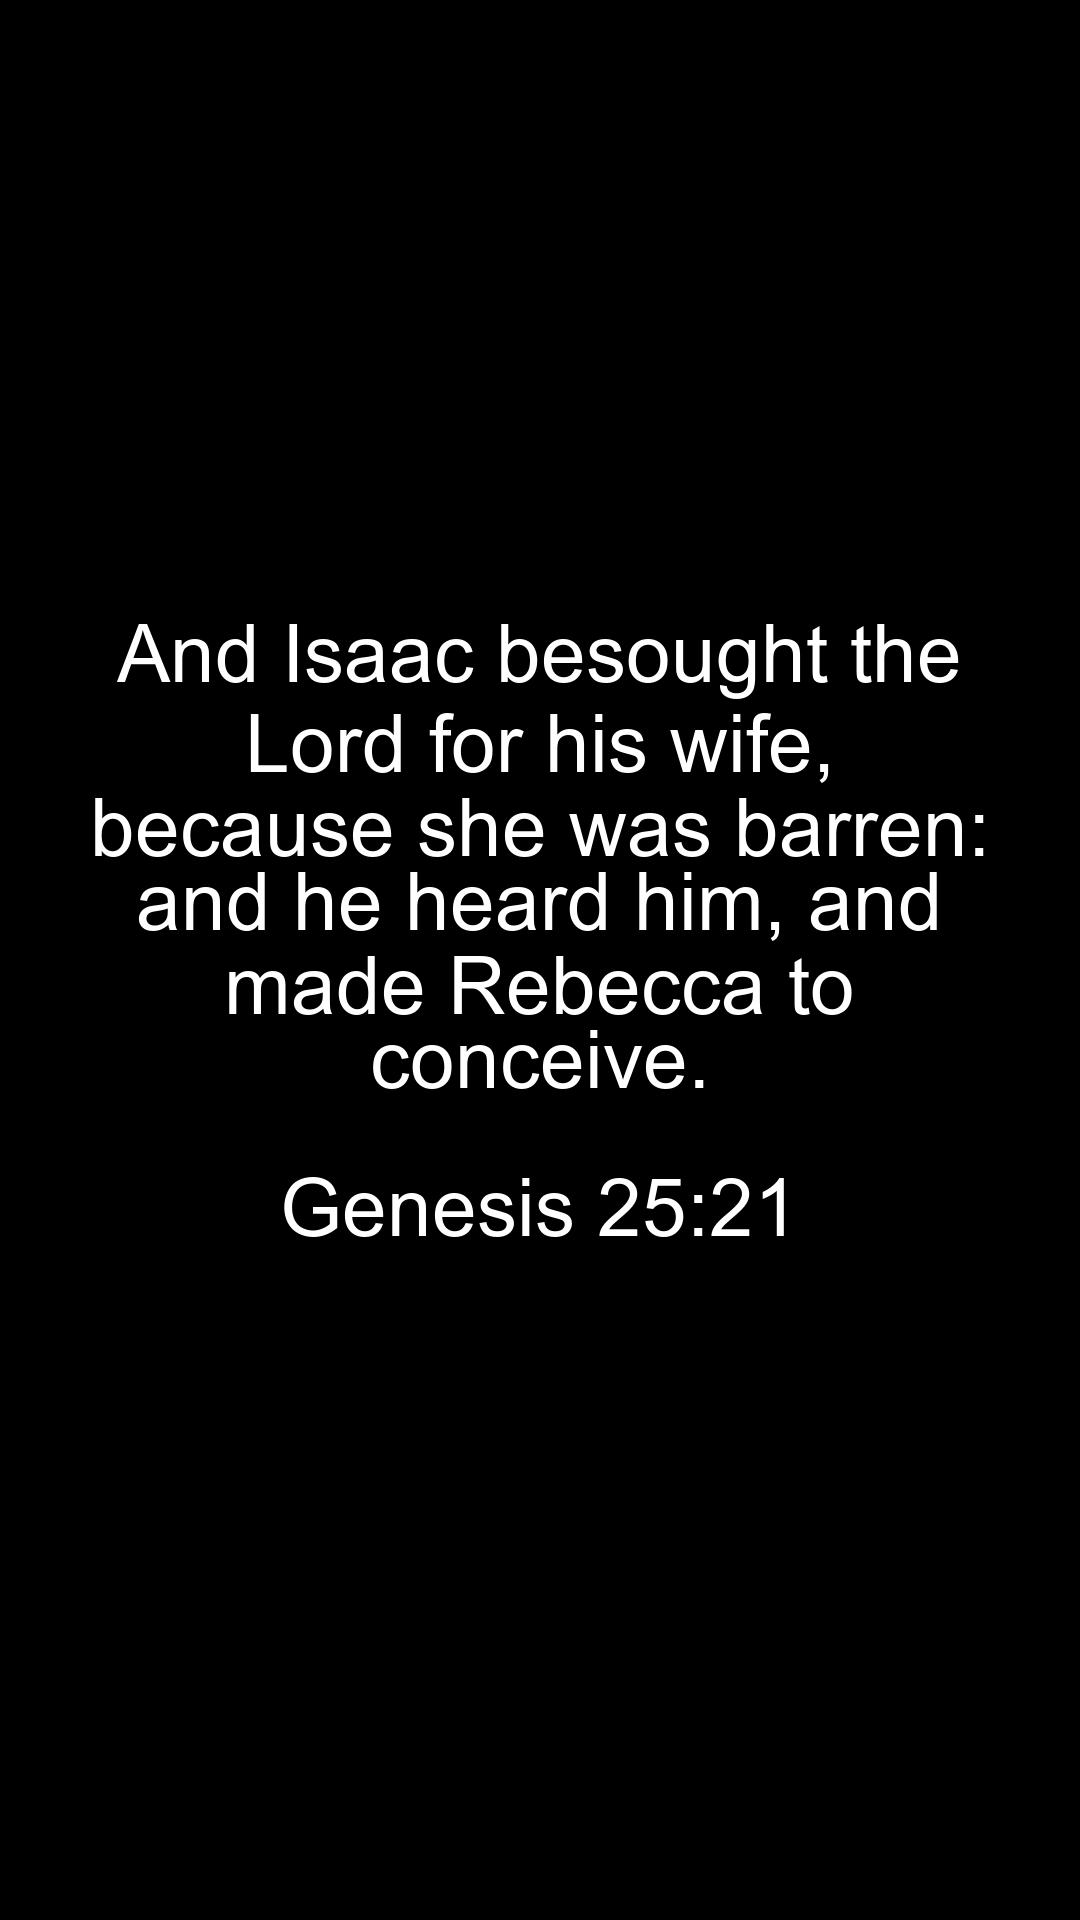 And Isaac besought the
Lord for his wife,
because she was barren:
and he heard him, and
made Rebecca to
conceive.
Genesis 25:21